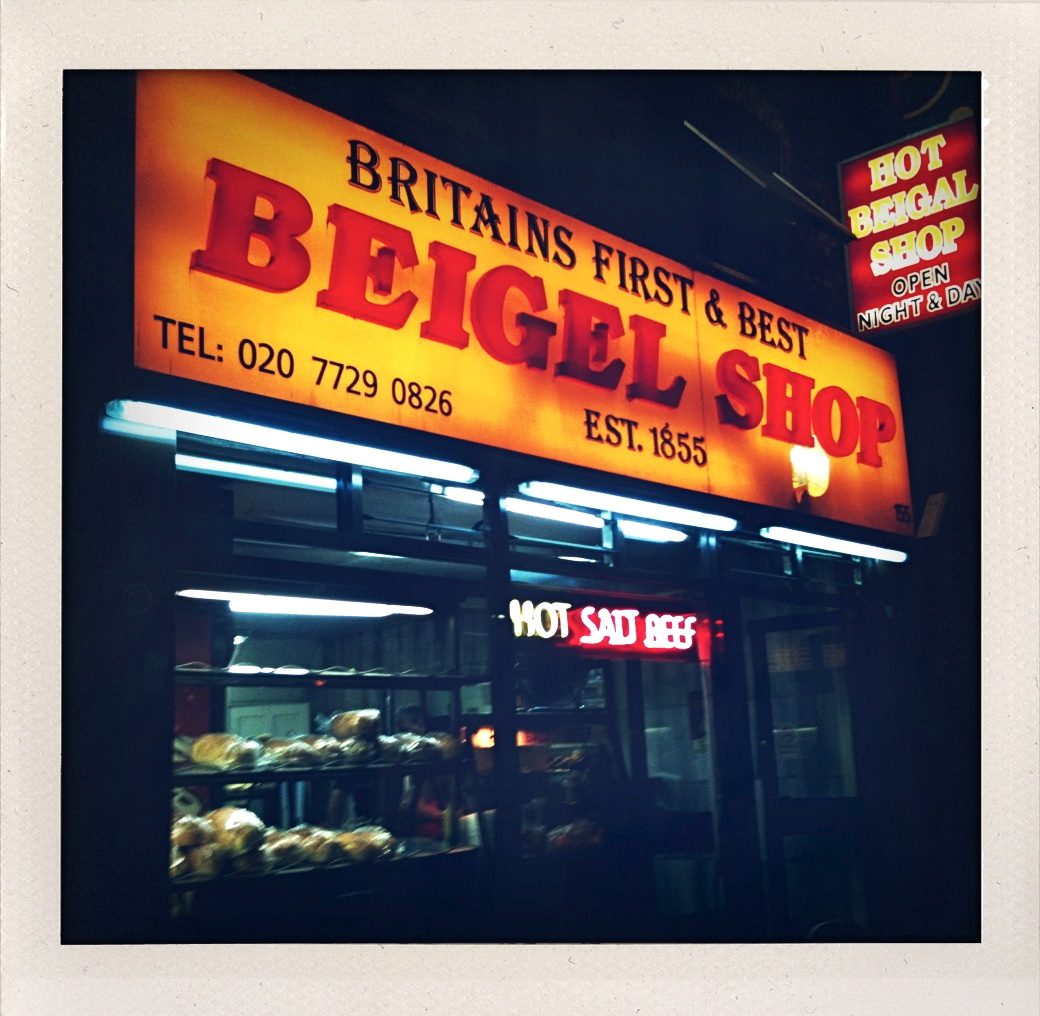 BRITAINS FIRST & BEST
BEIGEL SHOP
TEL: 020 7729 0826
EST. 1855
155
HOT
BEIGAL
SHOP
OPEN
NIGHT & DAY
HOT SALT BEEF